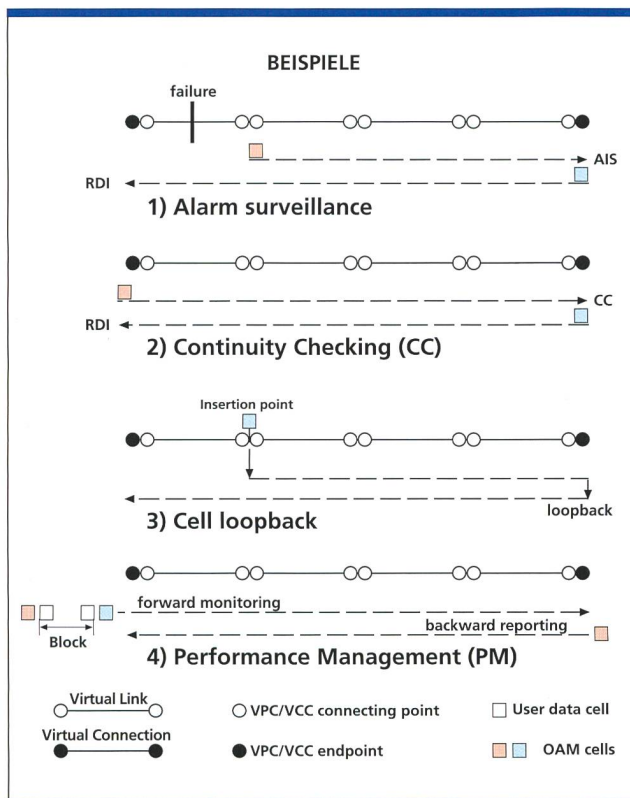 BEISPIELE
failure
AIS
RDI
1) Alarm surveillance
CC
RDI
2) Continuity Checking (CC)
Insertion point
loopback
3) Cell loopback
forward monitoring
backward reporting
Block
4) Performance Management (PM)
Virtual Link
VPC/VCC connecting point
User data cell
Virtual Connection
VPC/VCC endpoint
OAM cells